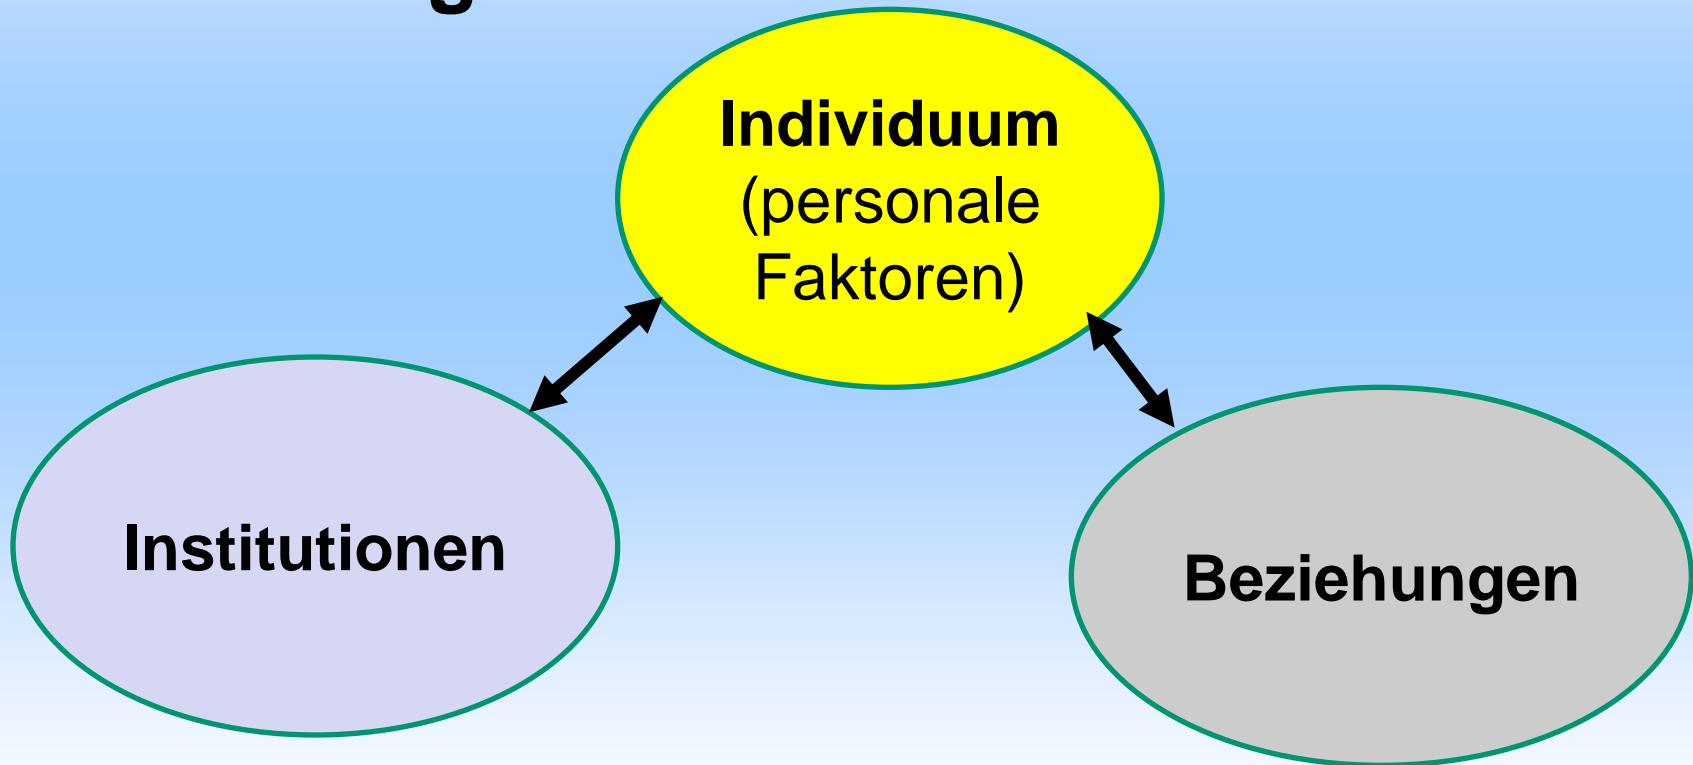 Individuum
(personale
Faktoren)
Institutionen
Beziehungen